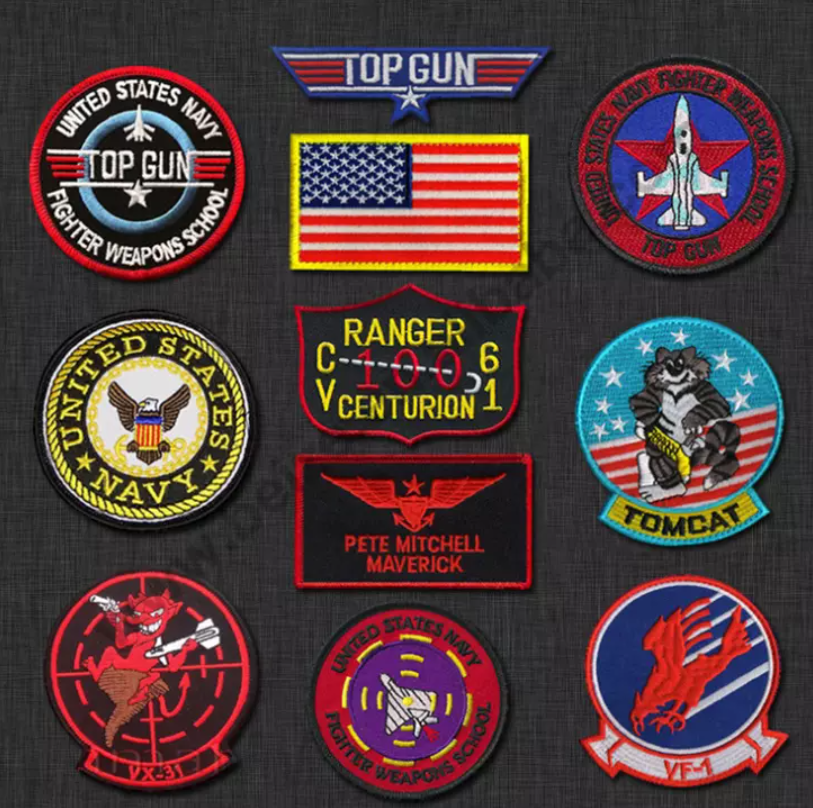 TOP GUN
UNITED STATES NAVY
TOP GUN
FIGHTER WEAPONS SCHOOL
UNITED STATES NAVY FIGHTER WEAPONS SCHOOL
TOP GUN
RANGER
C 100 6
V CENTURION 1
UNITED STATES
NAVY
TOMCAT
PETE MITCHELL
MAVERICK
VX-31
UNITED STATES NAVY
FIGHTER WEAPONS SCHOOL
VF-1